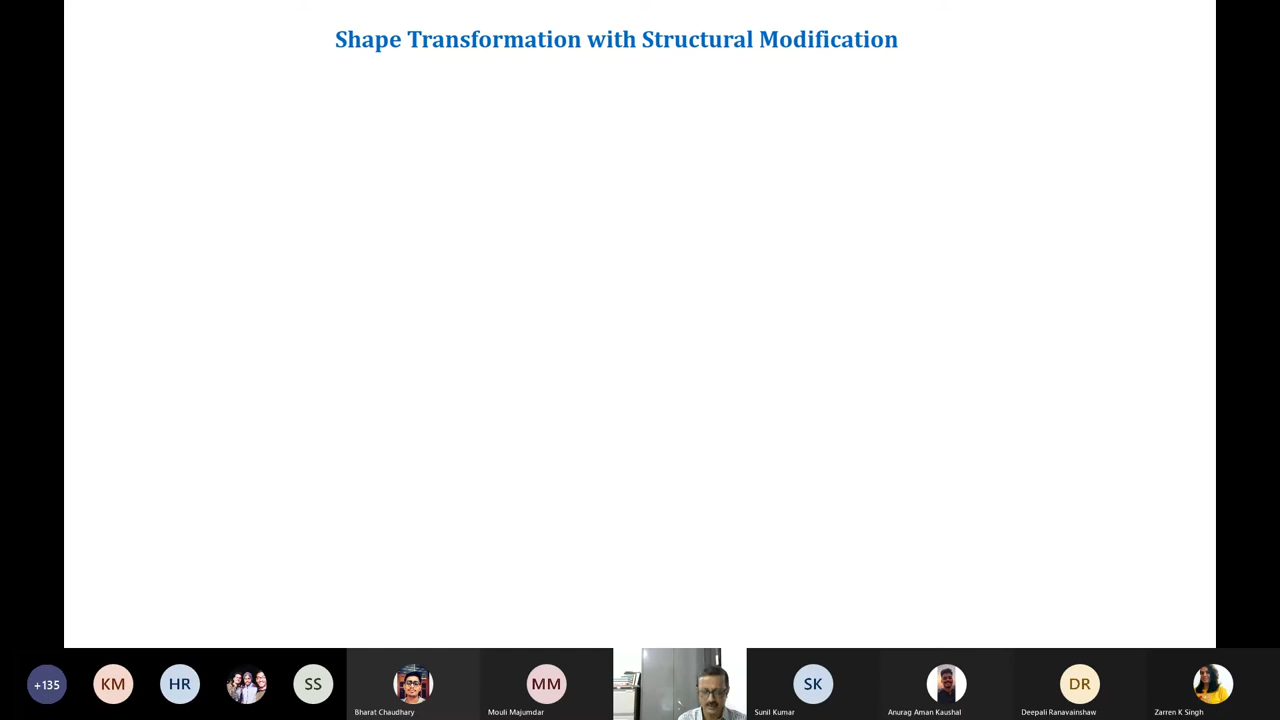 Shape Transformation with Structural Modification
+135
KM
HR
SS
Bharat Chaudhary
MM
Mouli Majumdar
SK
Sunil Kumar
Anurag Aman Kaushal
DR
Deepali Ranavainshaw
Zarren K Singh